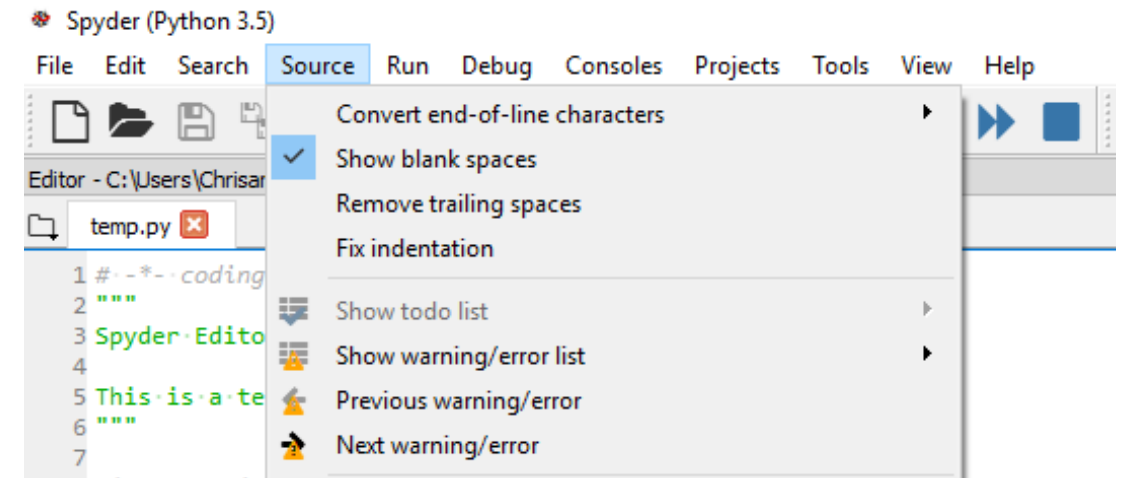 Spyder (Python 3.5)
File Edit Search Source Run Debug Consoles Projects Tools View Help
Convert end-of-line characters
Show blank spaces
Editor - C:\Users\Chrisar
Remove trailing spaces
temp.py
Fix indentation
1 # -*- coding
2 """
Show todo list
3 Spyder Edito
Show warning/error list
4
5 This is a te
Previous warning/error
6 """
Next warning/error
7